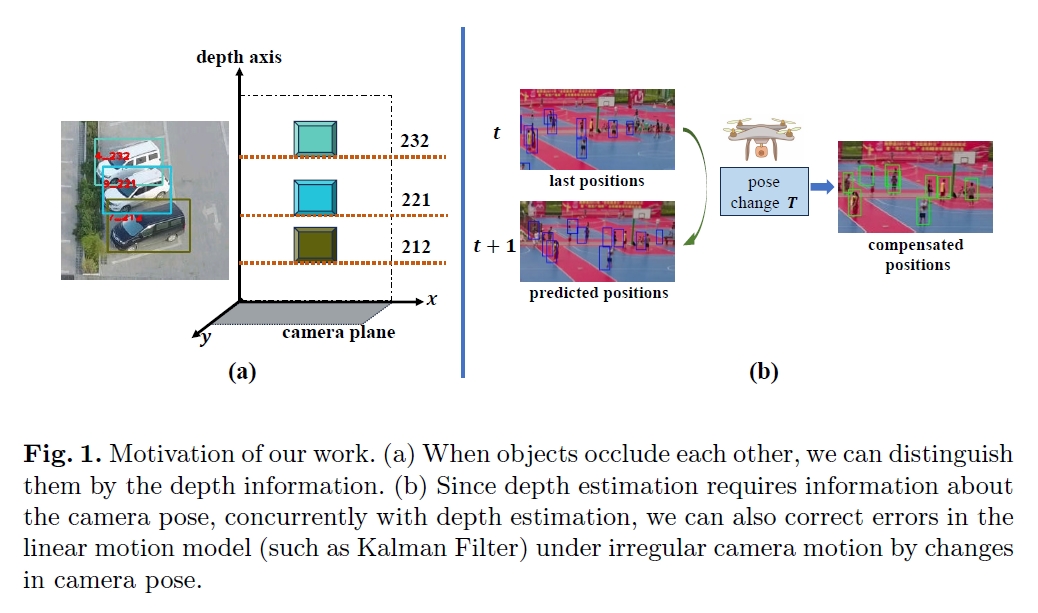 depth axis
232
221
212
x
y
camera plane
(a)
t
last positions
t + 1
predicted positions
pose
change T
compensated
positions
(b)
Fig. 1. Motivation of our work. (a) When objects occlude each other, we can distinguish
them by the depth information. (b) Since depth estimation requires information about
the camera pose, concurrently with depth estimation, we can also correct errors in the
linear motion model (such as Kalman Filter) under irregular camera motion by changes
in camera pose.